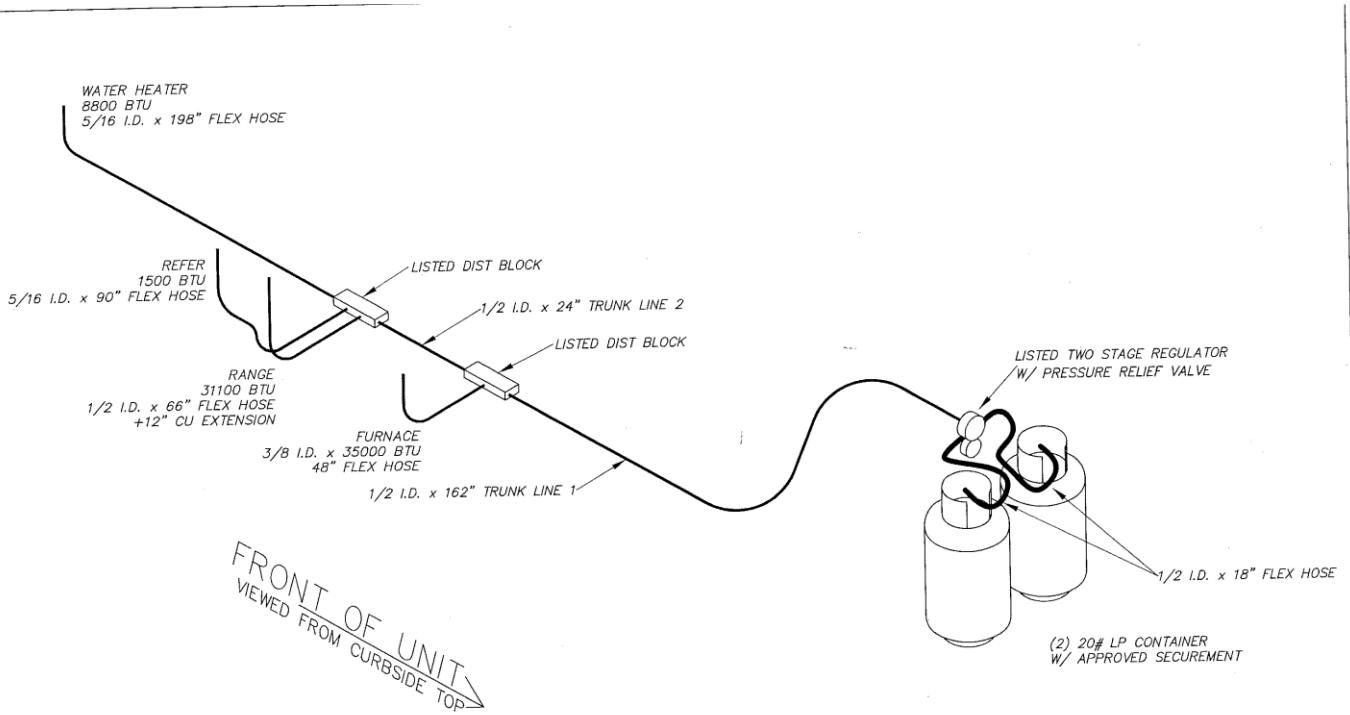 WATER HEATER
8800 BTU
5/16 I.D. x 198" FLEX HOSE
REFER
1500 BTU
5/16 I.D. x 90" FLEX HOSE
LISTED DIST BLOCK
1/2 I.D. x 24" TRUNK LINE 2
LISTED DIST BLOCK
RANGE
31100 BTU
1/2 I.D. x 66" FLEX HOSE
+12" CU EXTENSION
FURNACE
3/8 I.D. x 35000 BTU
48" FLEX HOSE
1/2 I.D. x 162" TRUNK LINE 1
LISTED TWO STAGE REGULATOR
W/ PRESSURE RELIEF VALVE
1/2 I.D. x 18" FLEX HOSE
(2) 20# LP CONTAINER
W/ APPROVED SECUREMENT
FRONT OF UNIT
VIEWED FROM CURBSIDE TOP